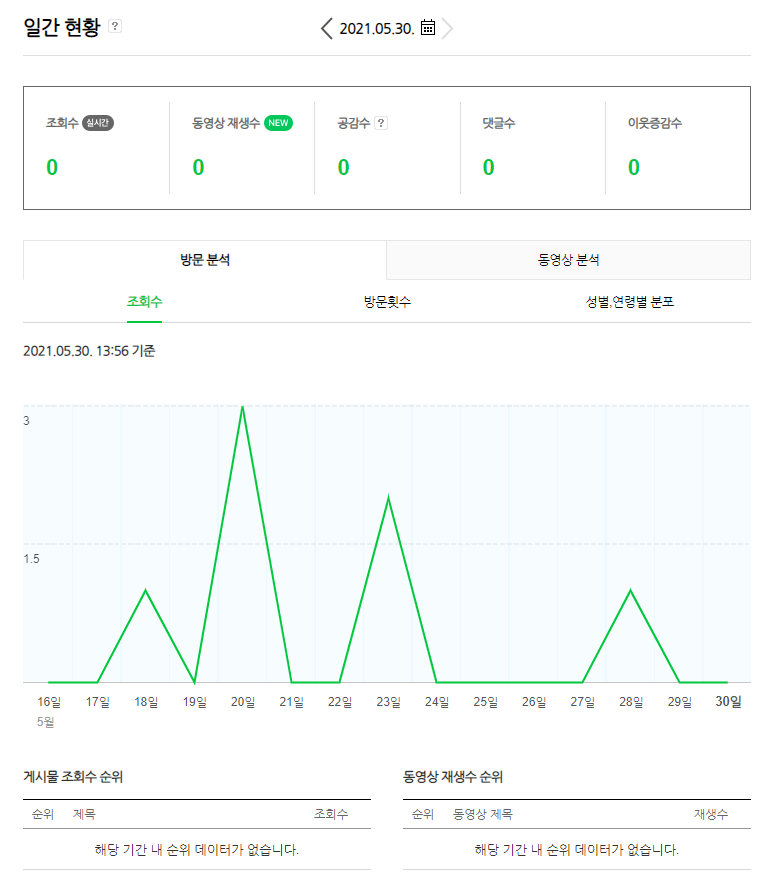 일간 현황 ?
2021.05.30.
조회수 실시간 동영상 재생수 NEW 공감수 ? 댓글수 이웃증감수
0 0 0 0 0
방문 분석 동영상 분석
조회수 방문횟수 성별,연령별 분포
2021.05.30. 13:56 기준
3
1.5
16일 17일 18일 19일 20일 21일 22일 23일 24일 25일 26일 27일 28일 29일 30일
5월
게시물 조회수 순위 동영상 재생수 순위
순위 제목 조회수 순위 동영상 제목 재생수
해당 기간 내 순위 데이터가 없습니다. 해당 기간 내 순위 데이터가 없습니다.